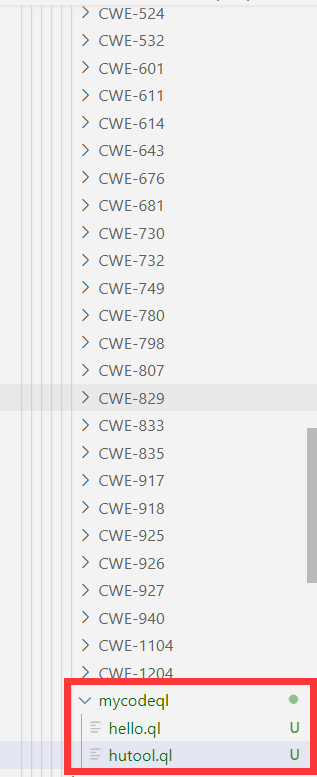 CWE-524
CWE-532
CWE-601
CWE-611
CWE-614
CWE-643
CWE-676
CWE-681
CWE-730
CWE-732
CWE-749
CWE-780
CWE-798
CWE-807
CWE-829
CWE-833
CWE-835
CWE-917
CWE-918
CWE-925
CWE-926
CWE-927
CWE-940
CWE-1104
CWE-1204
mycodeql
hello.ql U
hutool.ql U